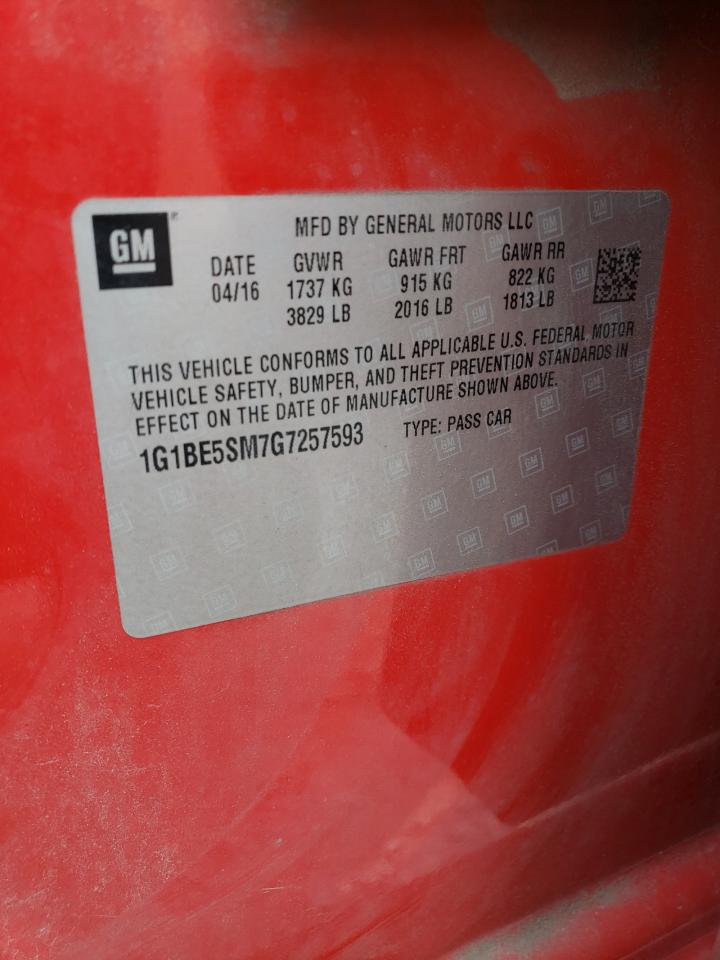 GM
MFD BY GENERAL MOTORS LLC
DATE GVWR GAWR FRT GAWR RR
04/16 1737 KG 915 KG 822 KG
3829 LB 2016 LB 1813 LB
THIS VEHICLE CONFORMS TO ALL APPLICABLE U.S. FEDERAL MOTOR
VEHICLE SAFETY, BUMPER, AND THEFT PREVENTION STANDARDS IN
EFFECT ON THE DATE OF MANUFACTURE SHOWN ABOVE.
1G1BE5SM7G7257593 TYPE: PASS CAR